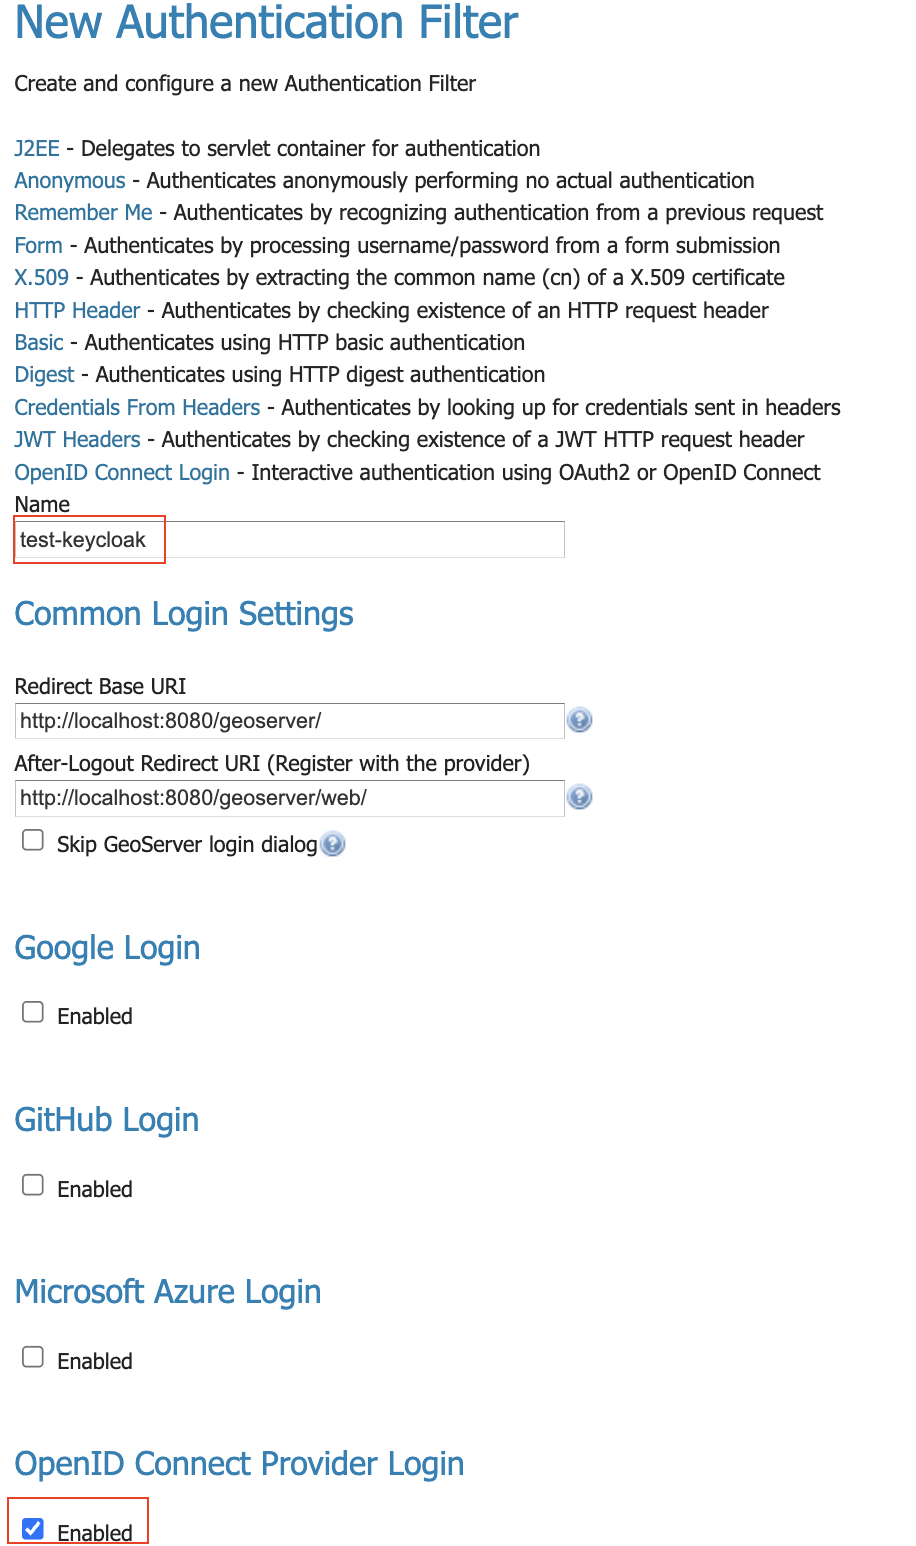 New Authentication Filter
Create and configure a new Authentication Filter
J2EE - Delegates to servlet container for authentication
Anonymous - Authenticates anonymously performing no actual authentication
Remember Me - Authenticates by recognizing authentication from a previous request
Form - Authenticates by processing username/password from a form submission
X.509 - Authenticates by extracting the common name (cn) of a X.509 certificate
HTTP Header - Authenticates by checking existence of an HTTP request header
Basic - Authenticates using HTTP basic authentication
Digest - Authenticates using HTTP digest authentication
Credentials From Headers - Authenticates by looking up for credentials sent in headers
JWT Headers - Authenticates by checking existence of a JWT HTTP request header
OpenID Connect Login - Interactive authentication using OAuth2 or OpenID Connect
Name
test-keycloak
Common Login Settings
Redirect Base URI
http://localhost:8080/geoserver/
After-Logout Redirect URI (Register with the provider)
http://localhost:8080/geoserver/web/
Skip GeoServer login dialog
Google Login
Enabled
GitHub Login
Enabled
Microsoft Azure Login
Enabled
OpenID Connect Provider Login
Enabled